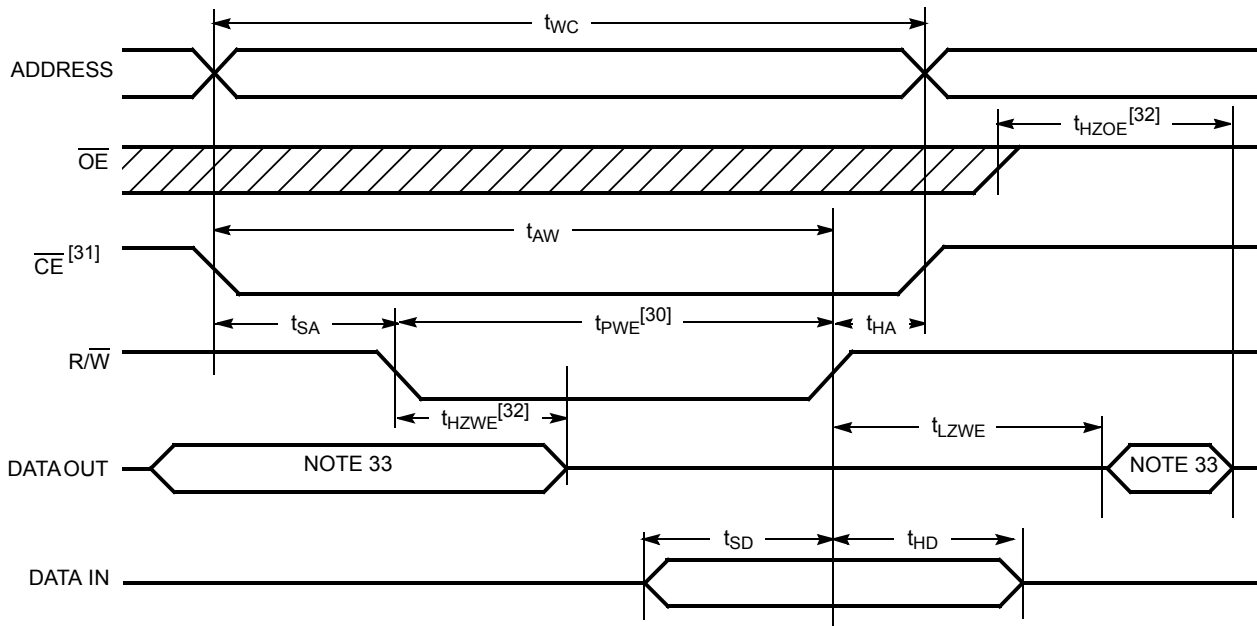 tWC
ADDRESS
tHZOE[32]
OE
tAW
CE[31]
tSA
tPWE[30]
tHA
R/W
tHZWE[32]
tLZWE
DATA OUT
NOTE 33
NOTE 33
tSD
tHD
DATA IN